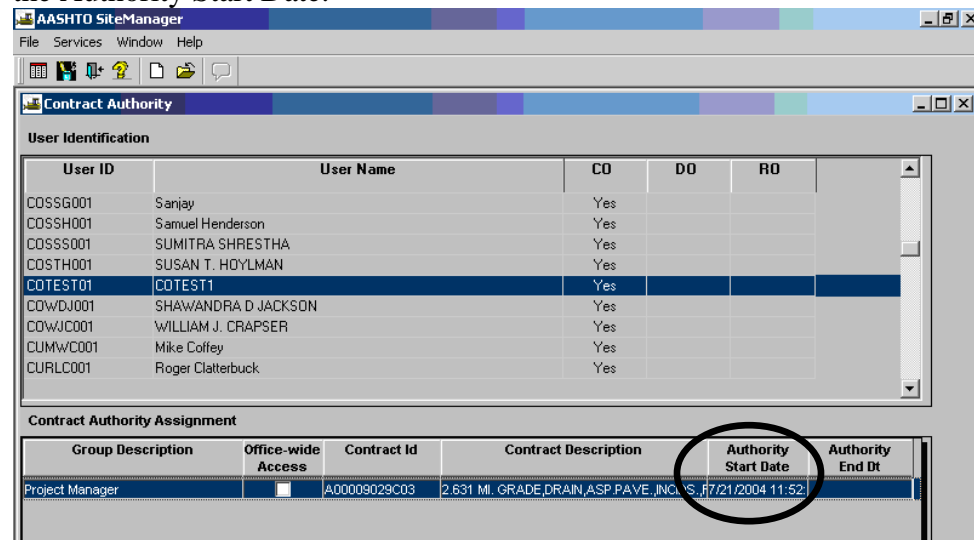 the Authority Start Date.
AASHTO SiteManager
File Services Window Help
Contract Authority
User Identification
User ID User Name CO DO RO
COSSG001 Sanjay Yes
COSSH001 Samuel Henderson Yes
COSSS001 SUMITRA SHRESTHA Yes
COSTH001 SUSAN T. HOYLMAN Yes
COTEST01 COTEST1 Yes
COWDJ001 SHAWANDRA D JACKSON Yes
COWJC001 WILLIAM J. CRAPSER Yes
CUMWC001 Mike Coffey Yes
CURLC001 Roger Clatterbuck Yes
Contract Authority Assignment
Group Description Office-wide Access Contract Id Contract Description Authority Start Date Authority End Dt
Project Manager A00009029C03 2.631 MI. GRADE,DRAIN,ASP.PAVE., 7/21/2004 11:52: